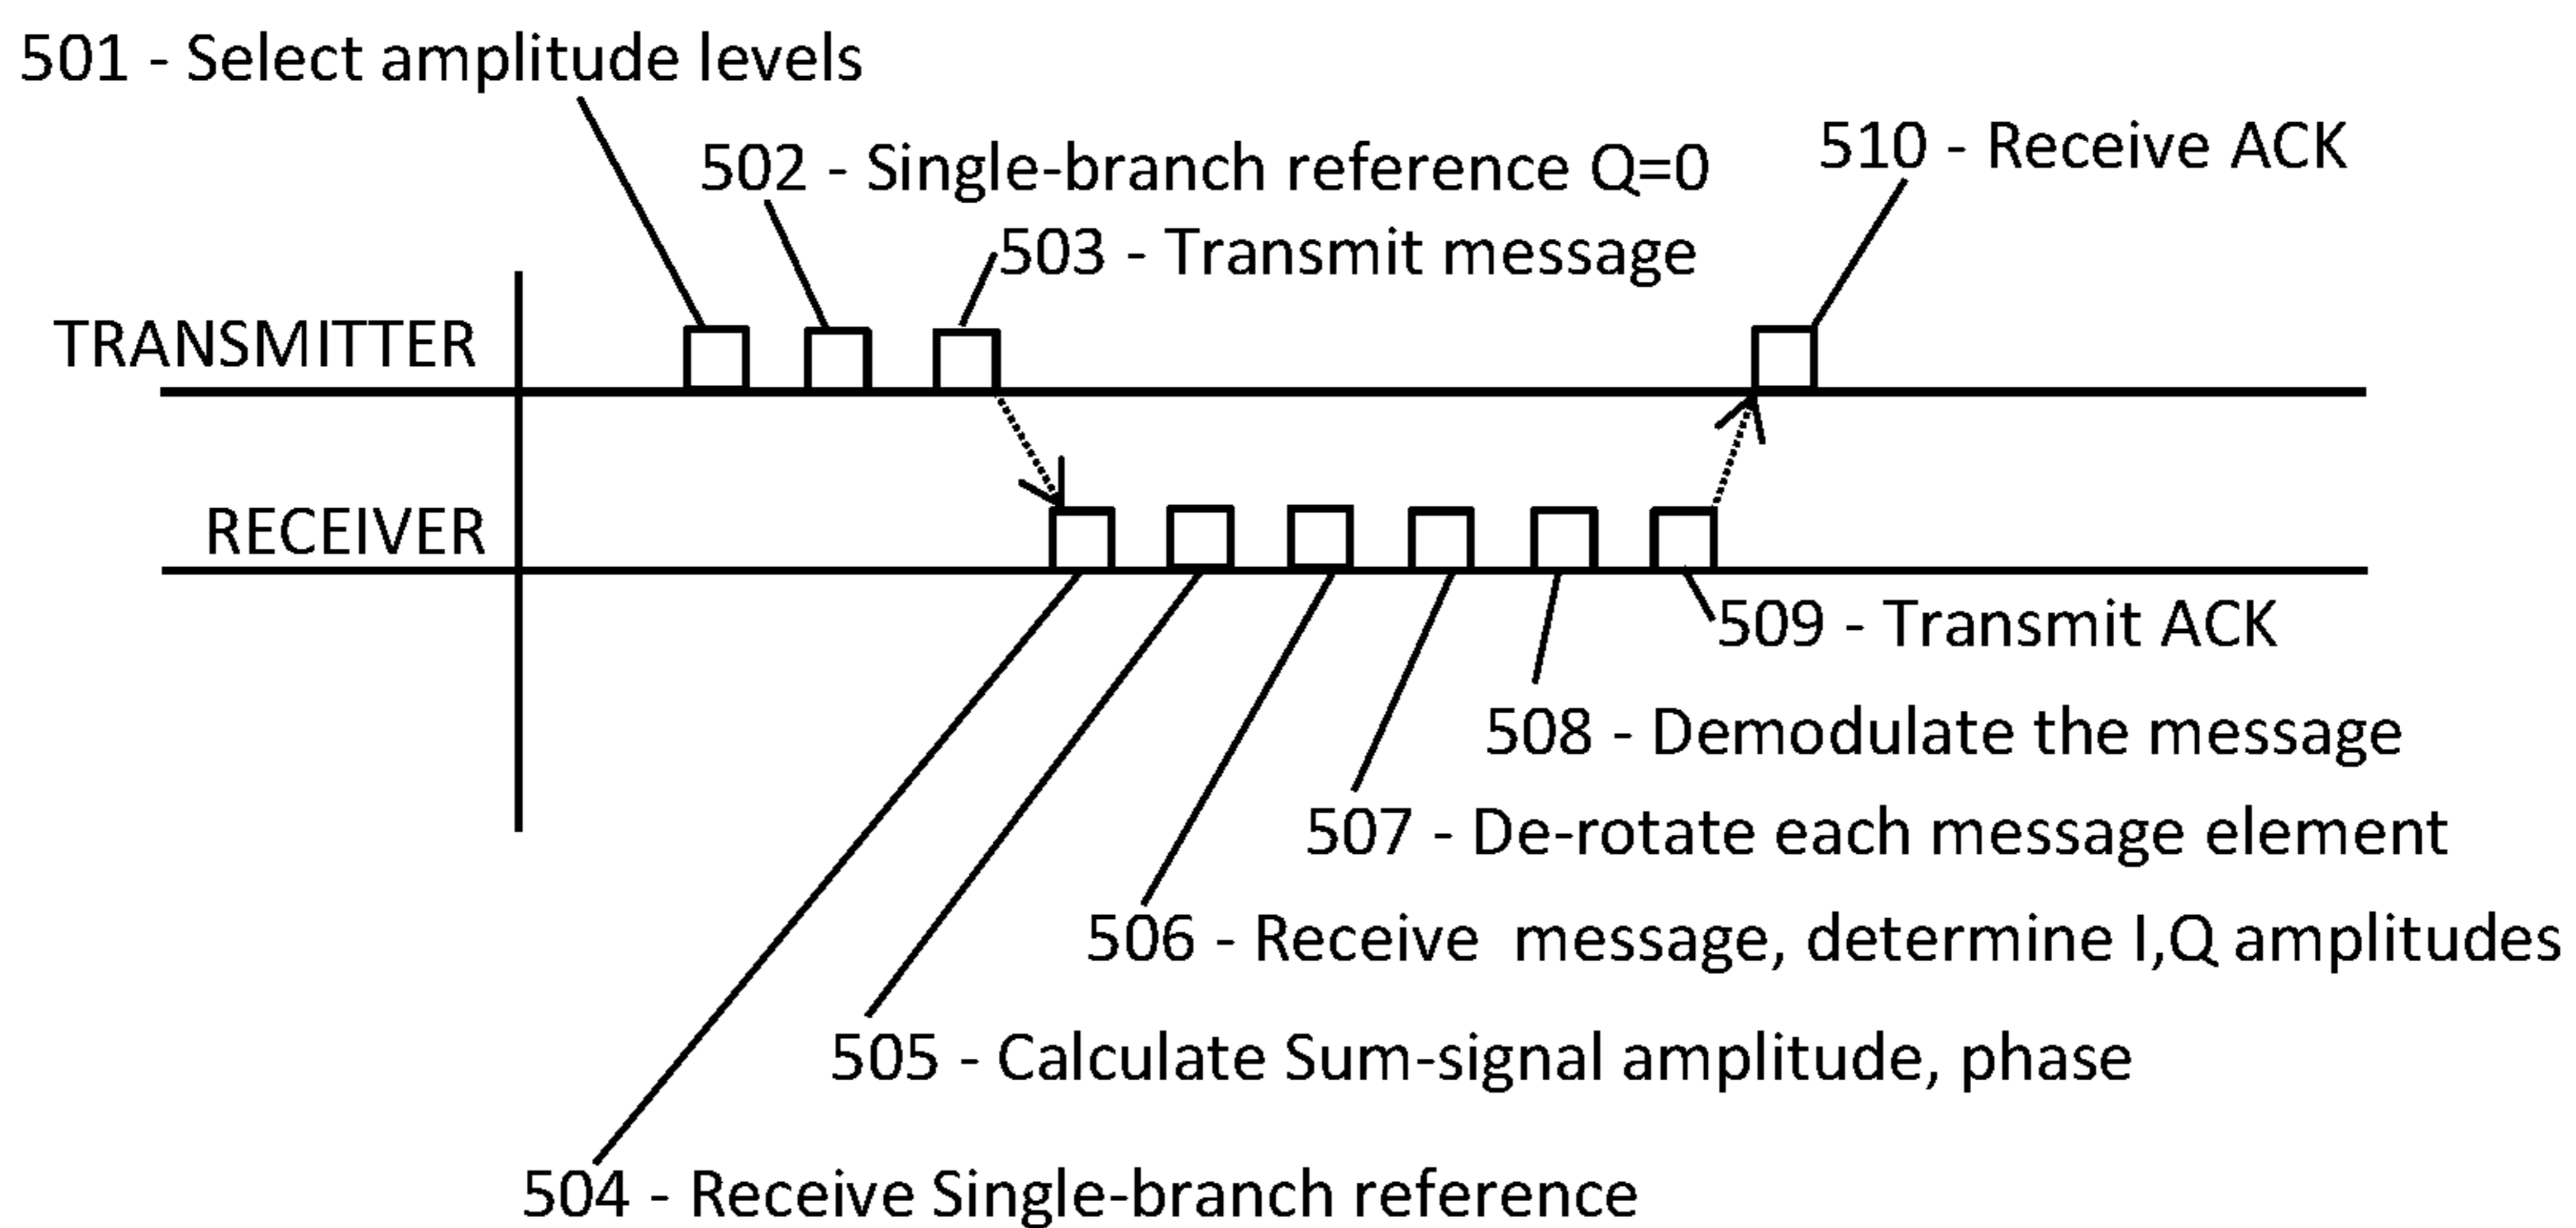 501 - Select amplitude levels
502 - Single-branch reference Q=0
510 - Receive ACK
503 - Transmit message
TRANSMITTER
RECEIVER
509 - Transmit ACK
508 - Demodulate the message
507 - De-rotate each message element
506 - Receive message, determine I,Q amplitudes
505 - Calculate Sum-signal amplitude, phase
504 - Receive Single-branch reference